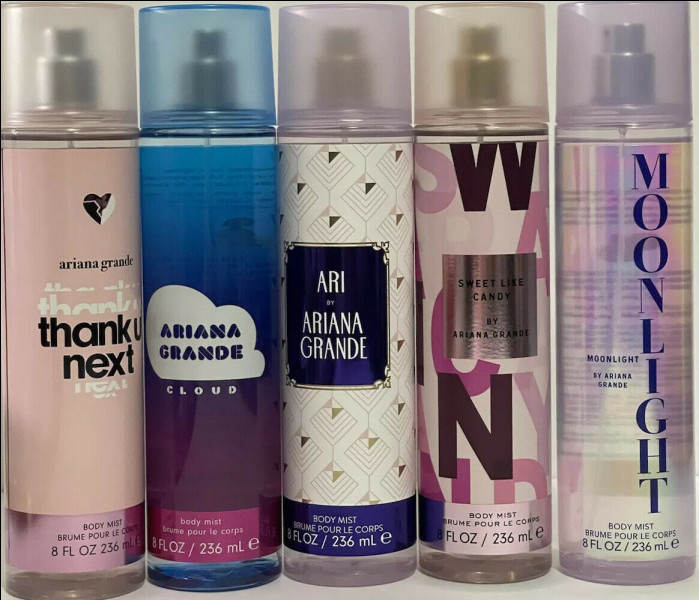 ariana grande
thank u
next
BODY MIST
BRUME POUR LE CORPS
8 FL OZ / 236 mL e
ARIANA
GRANDE
CLOUD
body mist
brume pour le corps
8 FL OZ / 236 mL e
ARI
BY
ARIANA
GRANDE
BODY MIST
BRUME POUR LE CORPS
8 FL OZ / 236 mL e
W
SWEET LIKE
CANDY
BY
ARIANA GRANDE
N
BODY MIST
BRUME POUR LE CORPS
8 FL OZ / 236 mL e
MOONLIGHT
MOONLIGHT
BY ARIANA
GRANDE
BODY MIST
BRUME POUR LE CORPS
8 FL OZ / 236 mL e